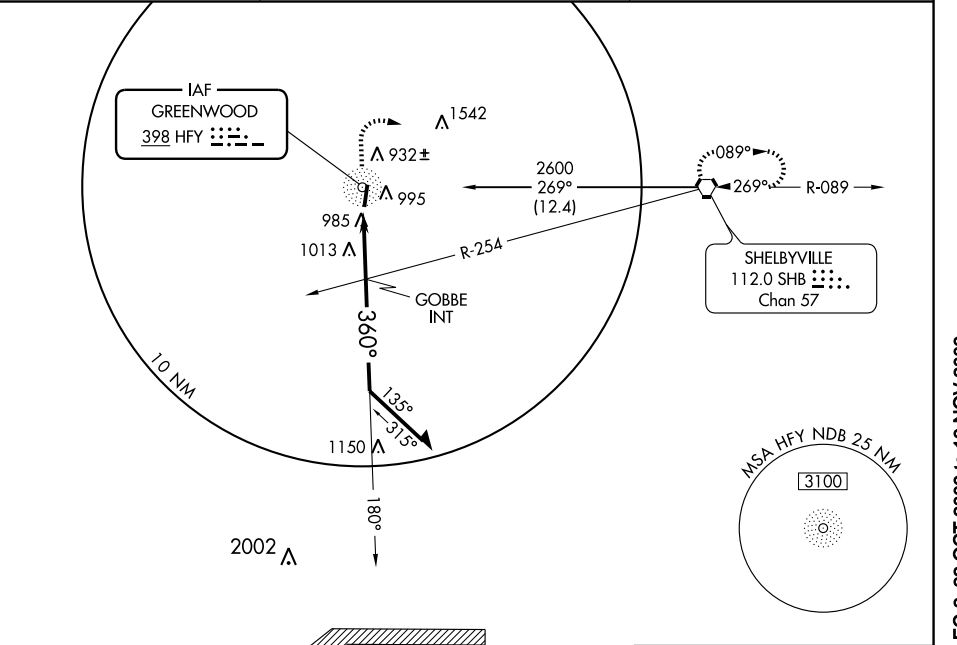 IAF
GREENWOOD
398 HFY
1542
932±
995
985
1013
2600
269°
(12.4)
089°
269°
R-089
R-254
SHELBYVILLE
112.0 SHB
Chan 57
GOBBE
INT
360°
10 NM
135°
315°
1150
180°
2002
MSA HFY NDB 25 NM
3100